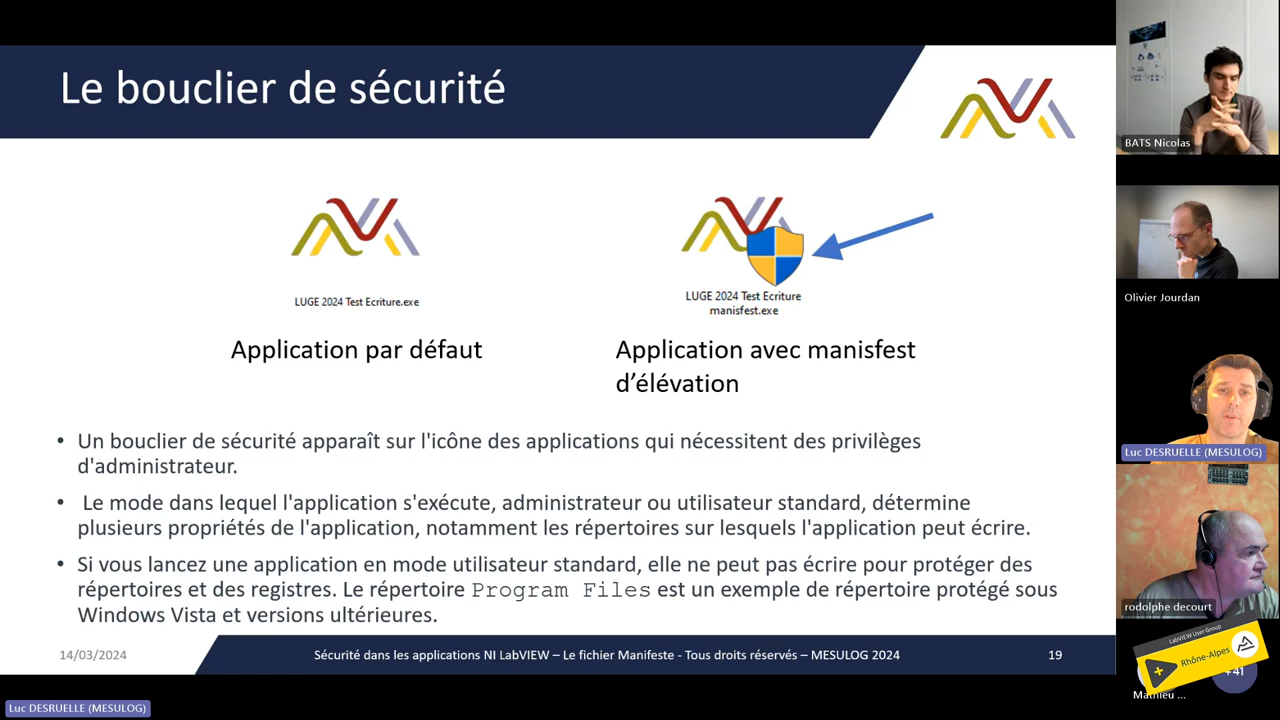 Le bouclier de sécurité
LUGE 2024 Test Ecriture.exe
LUGE 2024 Test Ecriture
manisfest.exe
Application par défaut
Application avec manisfest
d’élévation
• Un bouclier de sécurité apparaît sur l'icône des applications qui nécessitent des privilèges
d'administrateur.
• Le mode dans lequel l'application s'exécute, administrateur ou utilisateur standard, détermine
plusieurs propriétés de l'application, notamment les répertoires sur lesquels l'application peut écrire.
• Si vous lancez une application en mode utilisateur standard, elle ne peut pas écrire pour protéger des
répertoires et des registres. Le répertoire Program Files est un exemple de répertoire protégé sous
Windows Vista et versions ultérieures.
14/03/2024
Sécurité dans les applications NI LabVIEW – Le fichier Manifeste - Tous droits réservés – MESULOG 2024
19
Luc DESRUELLE (MESULOG)
BATS Nicolas
Olivier Jourdan
Luc DESRUELLE (MESULOG)
rodolphe decourt
LabVIEW User Group
Rhône-Alpes
+41
Mathieu ...